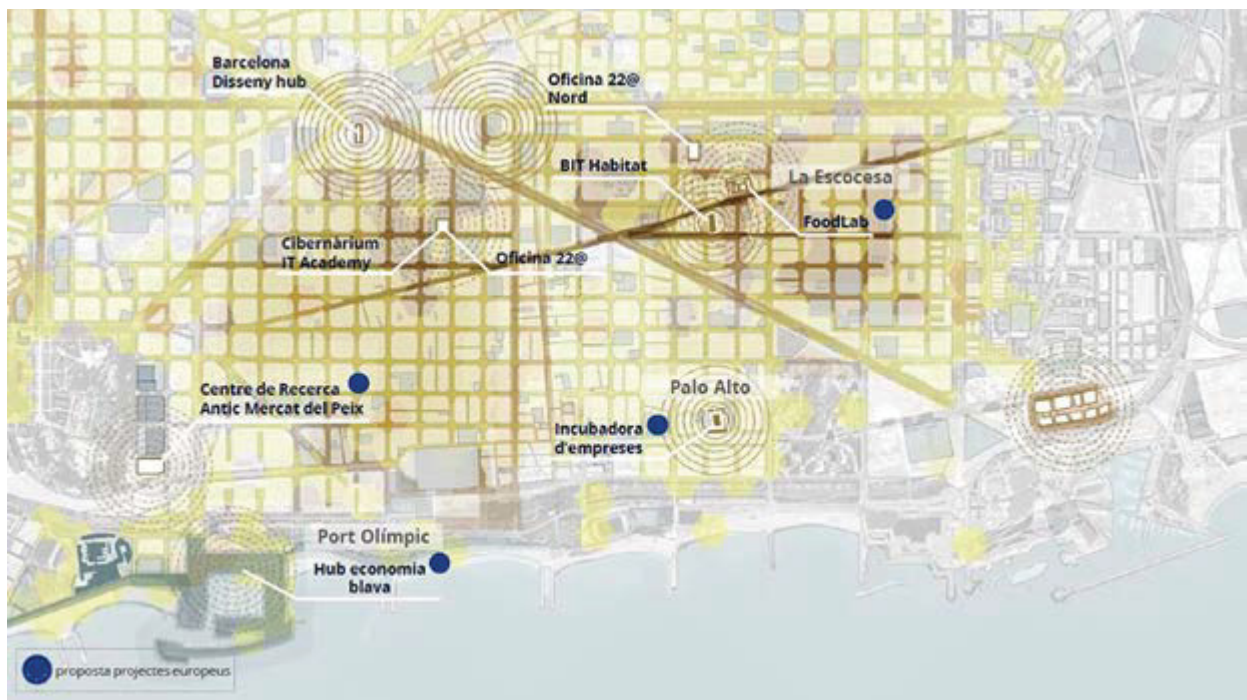 Barcelona
Disseny hub
Oficina 22@
Nord
BIT Habitat
La Escocesa
FoodLab
Cibernàrium
IT Academy
Oficina 22@
Centre de Recerca
Antic Mercat del Peix
Palo Alto
Incubadora
d'empreses
Port Olímpic
Hub economia
blava
proposta projectes europeus